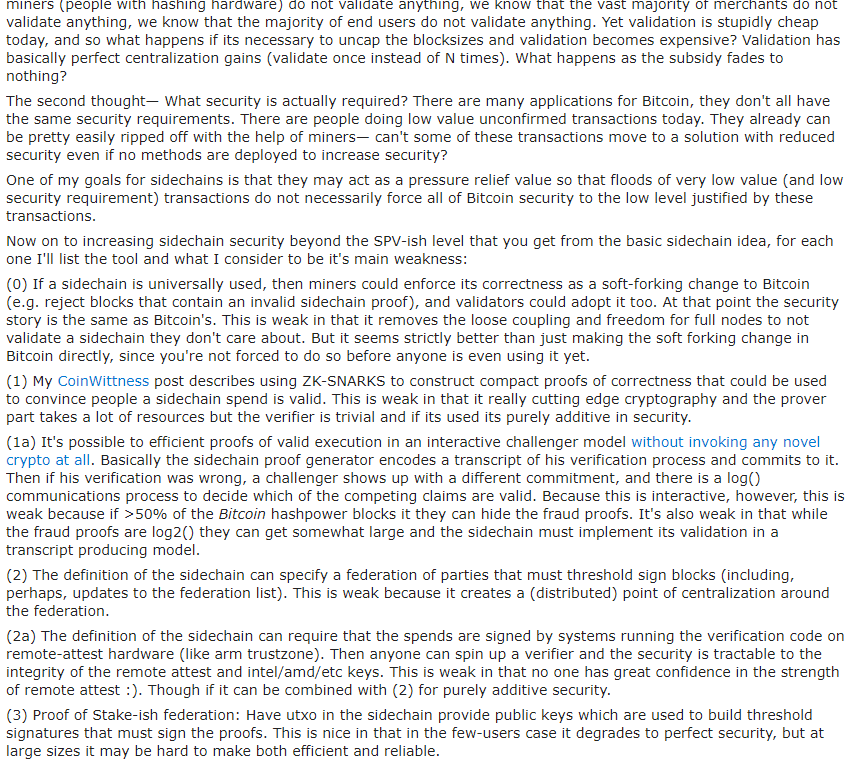 miners (people with hashing hardware) do not validate anything, we know that the vast majority of merchants do not
validate anything, we know that the majority of end users do not validate anything. Yet validation is stupidly cheap
today, and so what happens if its necessary to uncap the blocksizes and validation becomes expensive? Validation has
basically perfect centralization gains (validate once instead of N times). What happens as the subsidy fades to
nothing?
The second thought— What security is actually required? There are many applications for Bitcoin, they don't all have
the same security requirements. There are people doing low value unconfirmed transactions today. They already can
be pretty easily ripped off with the help of miners— can't some of these transactions move to a solution with reduced
security even if no methods are deployed to increase security?
One of my goals for sidechains is that they may act as a pressure relief value so that floods of very low value (and low
security requirement) transactions do not necessarily force all of Bitcoin security to the low level justified by these
transactions.
Now on to increasing sidechain security beyond the SPV-ish level that you get from the basic sidechain idea, for each
one I'll list the tool and what I consider to be it's main weakness:
(0) If a sidechain is universally used, then miners could enforce its correctness as a soft-forking change to Bitcoin
(e.g. reject blocks that contain an invalid sidechain proof), and validators could adopt it too. At that point the security
story is the same as Bitcoin's. This is weak in that it removes the loose coupling and freedom for full nodes to not
validate a sidechain they don't care about. But it seems strictly better than just making the soft forking change in
Bitcoin directly, since you're not forced to do so before anyone is even using it yet.
(1) My CoinWittness post describes using ZK-SNARKS to construct compact proofs of correctness that could be used
to convince people a sidechain spend is valid. This is weak in that it really cutting edge cryptography and the prover
part takes a lot of resources but the verifier is trivial and if its used its purely additive in security.
(1a) It's possible to efficient proofs of valid execution in an interactive challenger model without invoking any novel
crypto at all. Basically the sidechain proof generator encodes a transcript of his verification process and commits to it.
Then if his verification was wrong, a challenger shows up with a different commitment, and there is a log()
communications process to decide which of the competing claims are valid. Because this is interactive, however, this is
weak because if >50% of the Bitcoin hashpower blocks it they can hide the fraud proofs. It's also weak in that while
the fraud proofs are log2() they can get somewhat large and the sidechain must implement its validation in a
transcript producing model.
(2) The definition of the sidechain can specify a federation of parties that must threshold sign blocks (including,
perhaps, updates to the federation list). This is weak because it creates a (distributed) point of centralization around
the federation.
(2a) The definition of the sidechain can require that the spends are signed by systems running the verification code on
remote-attest hardware (like arm trustzone). Then anyone can spin up a verifier and the security is tractable to the
integrity of the remote attest and intel/amd/etc keys. This is weak in that no one has great confidence in the strength
of remote attest :). Though if it can be combined with (2) for purely additive security.
(3) Proof of Stake-ish federation: Have utxo in the sidechain provide public keys which are used to build threshold
signatures that must sign the proofs. This is nice in that in the few-users case it degrades to perfect security, but at
large sizes it may be hard to make both efficient and reliable.